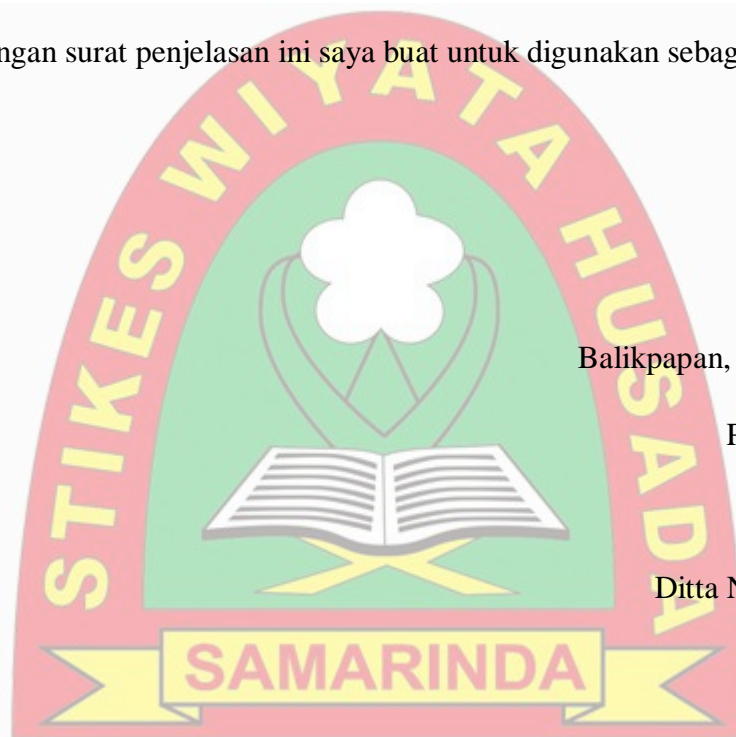 ngan surat penjelasan ini saya buat untuk digunakan sebag
STIKES WIYATA HUSADA
Balikpapan,
Ditta
SAMARINDA